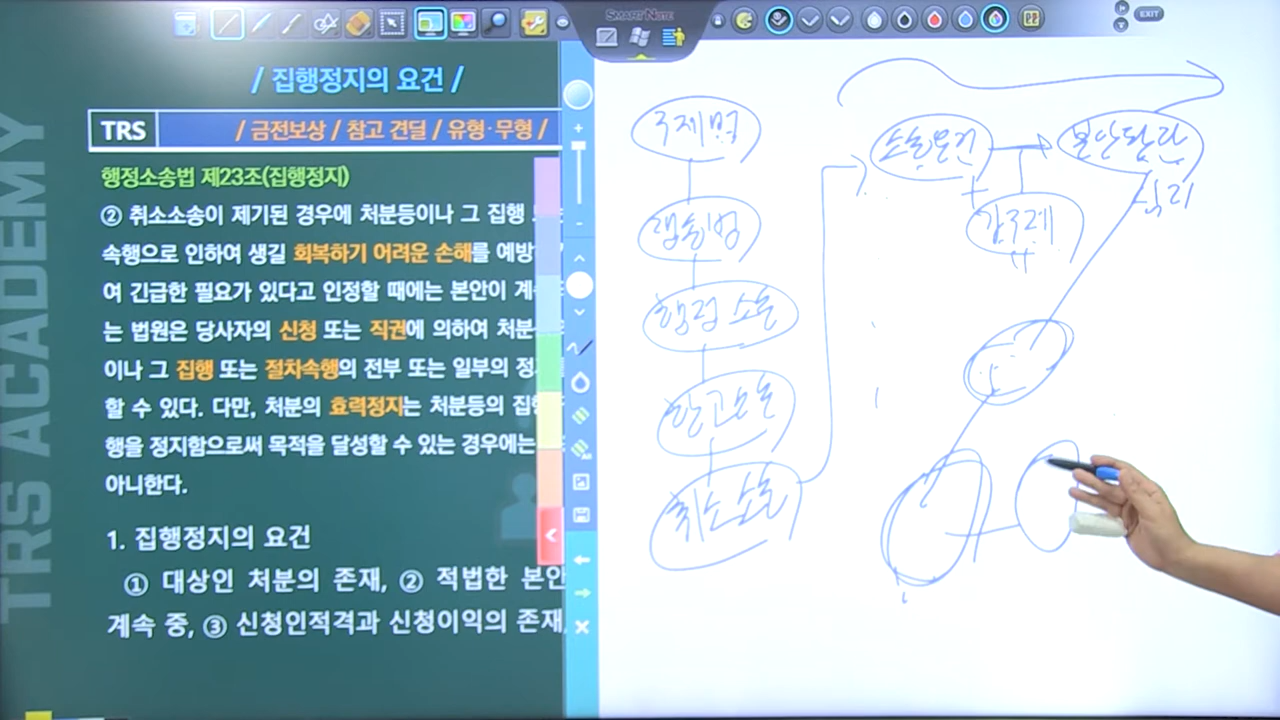 SMART NOTE
EXIT
/ 집행정지의 요건 /
TRS / 금전보상 / 참고 견딜 / 유형·무형 /
행정소송법 제23조(집행정지)
② 취소소송이 제기된 경우에 처분등이나 그 집행
속행으로 인하여 생길 회복하기 어려운 손해를 예방
여 긴급한 필요가 있다고 인정할 때에는 본안이 계
는 법원은 당사자의 신청 또는 직권에 의하여 처분
이나 그 집행 또는 절차속행의 전부 또는 일부의 정
할 수 있다. 다만, 처분의 효력정지는 처분등의 집
행을 정지함으로써 목적을 달성할 수 있는 경우에는
아니한다.
1. 집행정지의 요건
① 대상인 처분의 존재, ② 적법한 본안
계속 중, ③ 신청인적격과 신청이익의 존재,
TRS ACADEMY
구제법
행정소송
항고소송
취소소송
소송요건
본안판단
심리
가구제